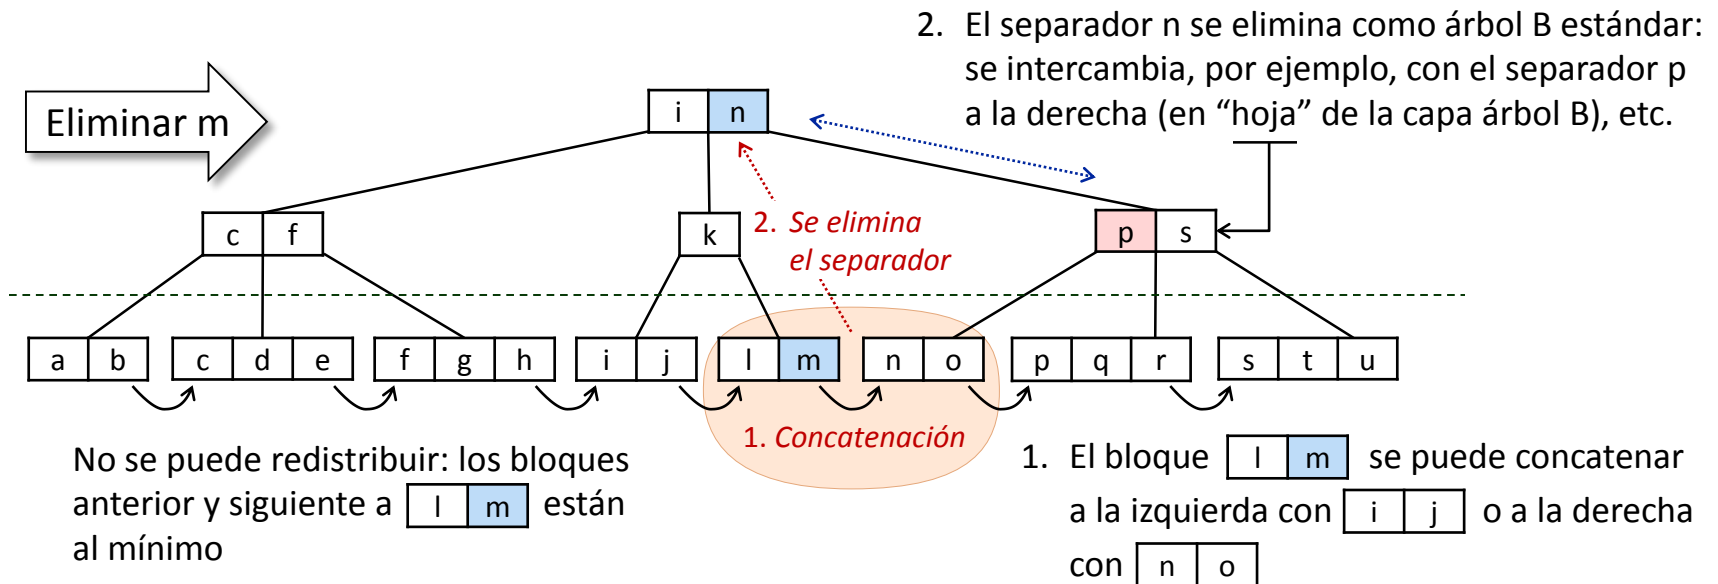 2. El separador n se elimina como árbol B estándar:
se intercambia, por ejemplo, con el separador p
a la derecha (en “hoja” de la capa árbol B), etc.
Eliminar m
i n
c f
k
2. Se elimina
el separador
p s
a b
c d e
f g h
i j
l m
n o
p q r
s t u
1. Concatenación
No se puede redistribuir: los bloques
anterior y siguiente a l m están
al mínimo
1. El bloque l m se puede concatenar
a la izquierda con i j o a la derecha
con n o